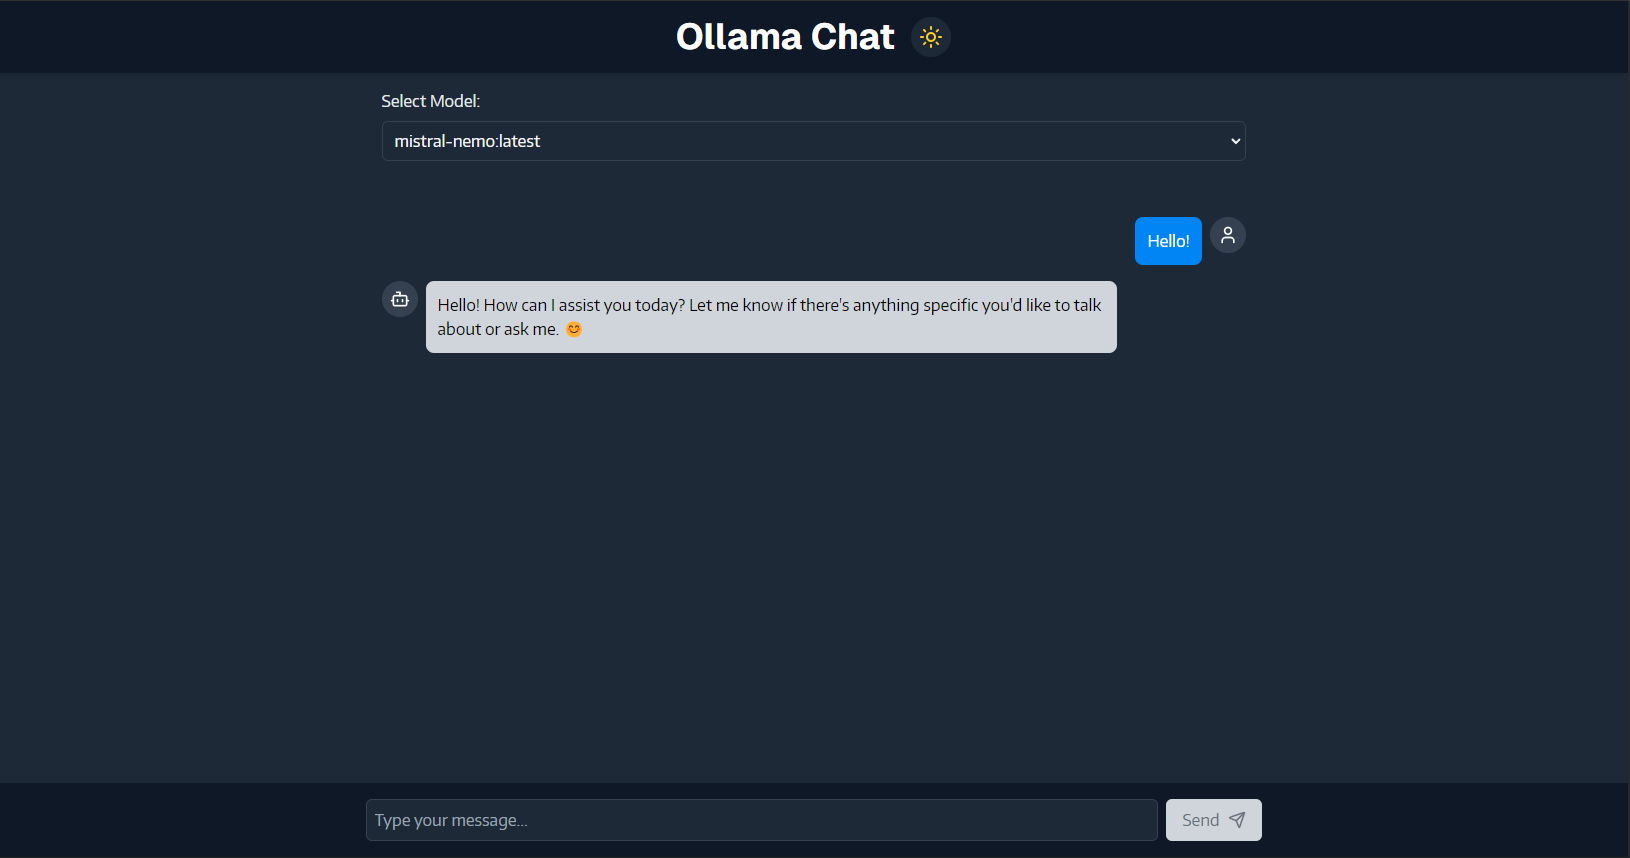 Ollama Chat
Select Model:
mistral-nemo:latest
Hello!
Hello! How can I assist you today? Let me know if there's anything specific you'd like to talk
about or ask me. 😊
Type your message...
Send